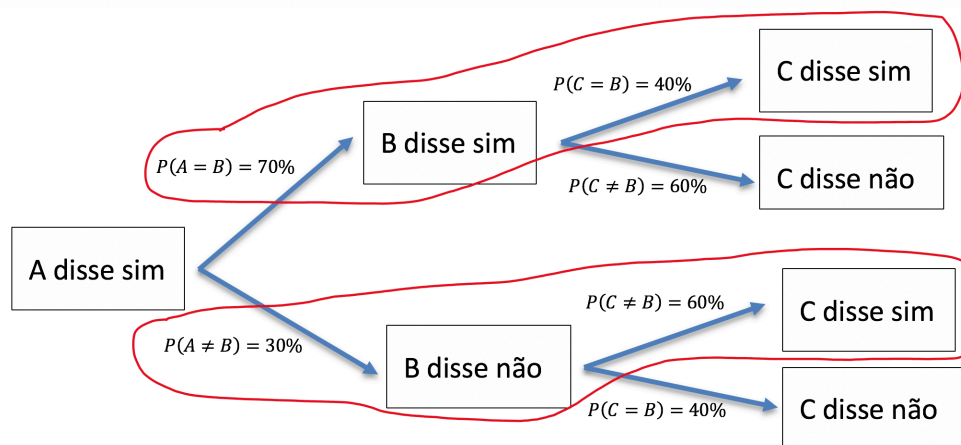 C disse sim
P(C = B) = 40%
B disse sim
P(A = B) = 70%
P(C ≠ B) = 60%
C disse não
A disse sim
P(C ≠ B) = 60%
C disse sim
P(A ≠ B) = 30%
B disse não
P(C = B) = 40%
C disse não